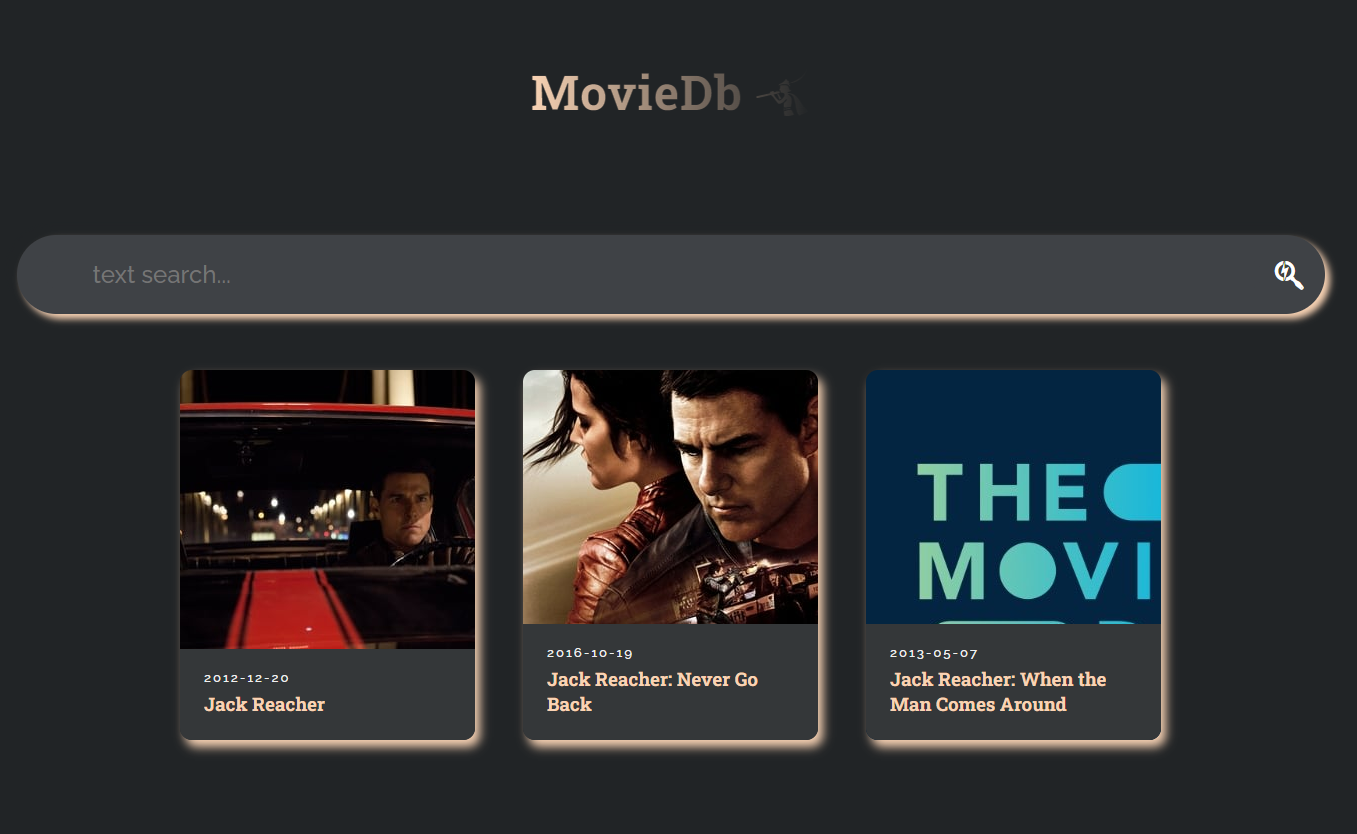 MovieDb
text search...
THE
MOVI
2012-12-20
Jack Reacher
2016-10-19
Jack Reacher: Never Go
Back
2013-05-07
Jack Reacher: When the
Man Comes Around